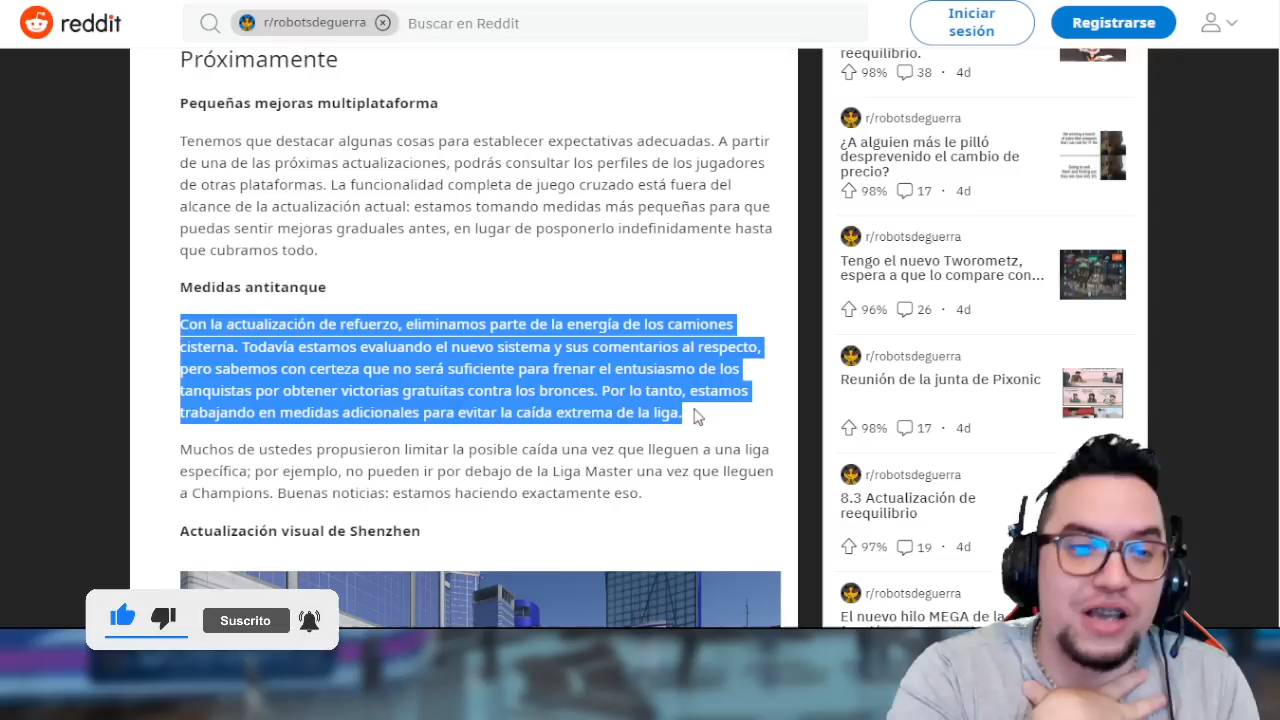 reddit
r/robotsdeguerra
Buscar en Reddit
Iniciar
sesión
Registrarse
Próximamente
Pequeñas mejoras multiplataforma
Tenemos que destacar algunas cosas para establecer expectativas adecuadas. A partir
de una de las próximas actualizaciones, podrás consultar los perfiles de los jugadores
de otras plataformas. La funcionalidad completa de juego cruzado está fuera del
alcance de la actualización actual: estamos tomando medidas más pequeñas para que
puedas sentir mejoras graduales antes, en lugar de posponerlo indefinidamente hasta
que cubramos todo.
Medidas antitanque
Con la actualización de refuerzo, eliminamos parte de la energía de los camiones
cisterna. Todavía estamos evaluando el nuevo sistema y sus comentarios al respecto,
pero sabemos con certeza que no será suficiente para frenar el entusiasmo de los
tanquistas por obtener victorias gratuitas contra los bronces. Por lo tanto, estamos
trabajando en medidas adicionales para evitar la caída extrema de la liga.
Muchos de ustedes propusieron limitar la posible caída una vez que lleguen a una liga
específica; por ejemplo, no pueden ir por debajo de la Liga Master una vez que lleguen
a Champions. Buenas noticias: estamos haciendo exactamente eso.
Actualización visual de Shenzhen
reequilibrio.
98% 38 · 4d
r/robotsdeguerra
¿A alguien más le pilló
desprevenido el cambio de
precio?
98% 17 · 4d
r/robotsdeguerra
Tengo el nuevo Tworometz,
espera a que lo compare con...
96% 26 · 4d
r/robotsdeguerra
Reunión de la junta de Pixonic
98% 17 · 4d
r/robotsdeguerra
8.3 Actualización de
reequilibrio
97% 19 · 4d
r/robotsdeguerra
El nuevo hilo MEGA de la
Suscrito